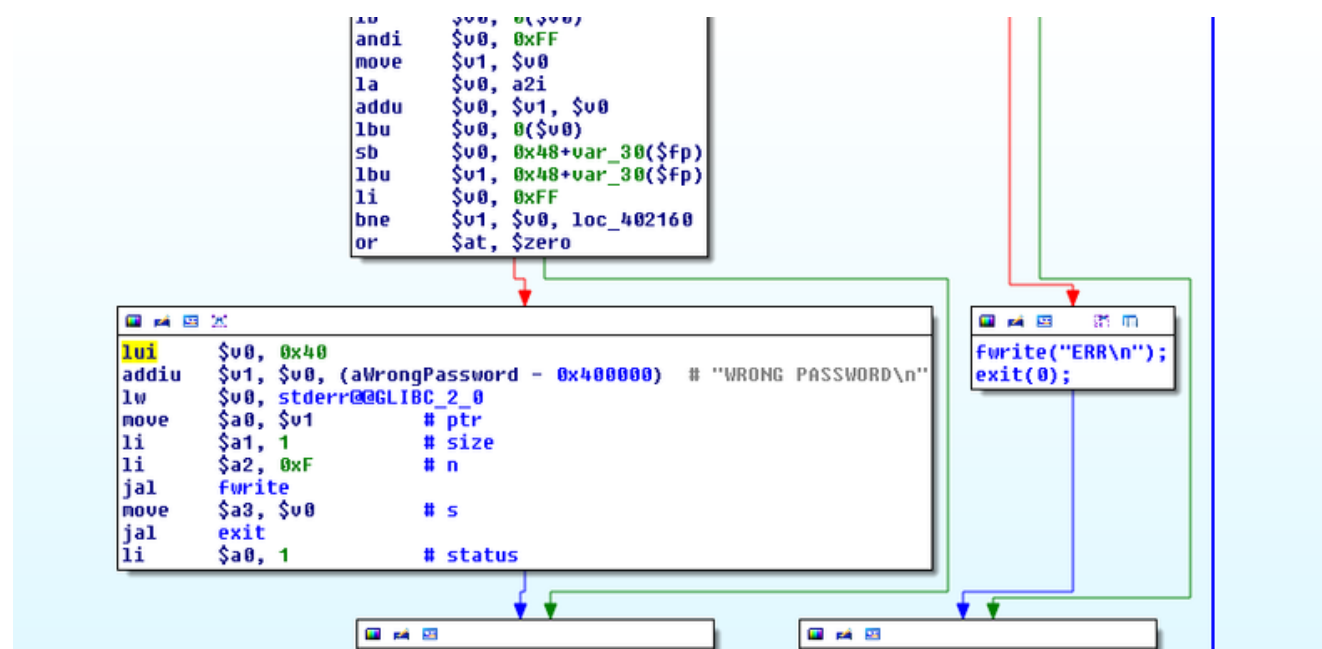 andi $v0, 0xFF
move $v1, $v0
la $v0, a2i
addu $v0, $v1, $v0
lbu $v0, 0($v0)
sb $v0, 0x48+var_30($fp)
lbu $v1, 0x48+var_30($fp)
li $v0, 0xFF
bne $v1, $v0, loc_402160
or $at, $zero
lui $v0, 0x40
addiu $v1, $v0, (aWrongPassword - 0x400000) # "WRONG PASSWORD\n"
lw $v0, stderr@@GLIBC_2_0
move $a0, $v1 # ptr
li $a1, 1 # size
li $a2, 0xF # n
jal fwrite
move $a3, $v0 # s
jal exit
li $a0, 1 # status
fwrite("ERR\n");
exit(0);